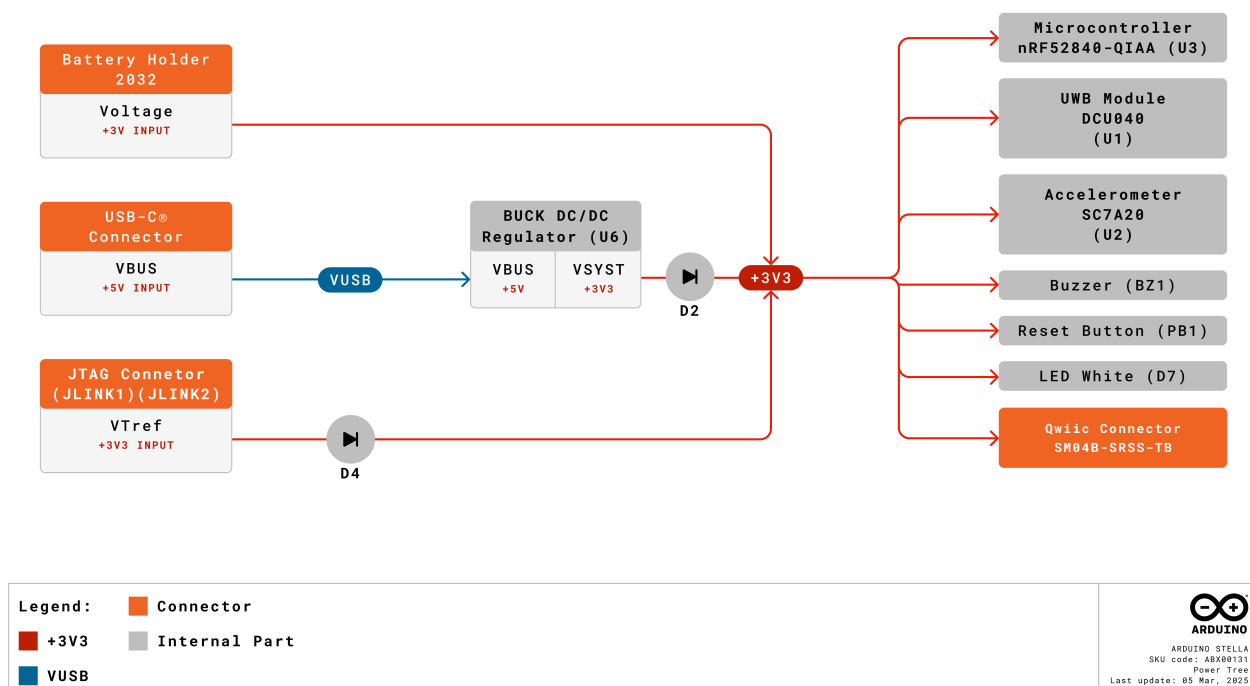 Battery Holder
2032
Voltage
+3V INPUT
USB-C®
Connector
VBUS
+5V INPUT
VUSB
JTAG Connetor
(JLINK1)(JLINK2)
VTref
+3V3 INPUT
D4
BUCK DC/DC
Regulator (U6)
VBUS
+5V
VSYST
+3V3
D2
+3V3
Microcontroller
nRF52840-QIAA (U3)
UWB Module
DCU040
(U1)
Accelerometer
SC7A20
(U2)
Buzzer (BZ1)
Reset Button (PB1)
LED White (D7)
Qwiic Connector
SM04B-SRSS-TB
Legend:
Connector
+3V3
Internal Part
VUSB
ARDUINO
ARDUINO STELLA
SKU code: ABX00131
Power Tree
Last update: 05 Mar, 2025